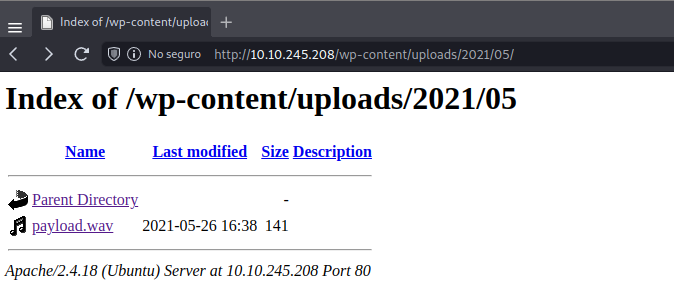 Index of /wp-content/upload
No seguro http://10.10.245.208/wp-content/uploads/2021/05/
Index of /wp-content/uploads/2021/05
Name Last modified Size Description
Parent Directory -
payload.wav 2021-05-26 16:38 141
Apache/2.4.18 (Ubuntu) Server at 10.10.245.208 Port 80